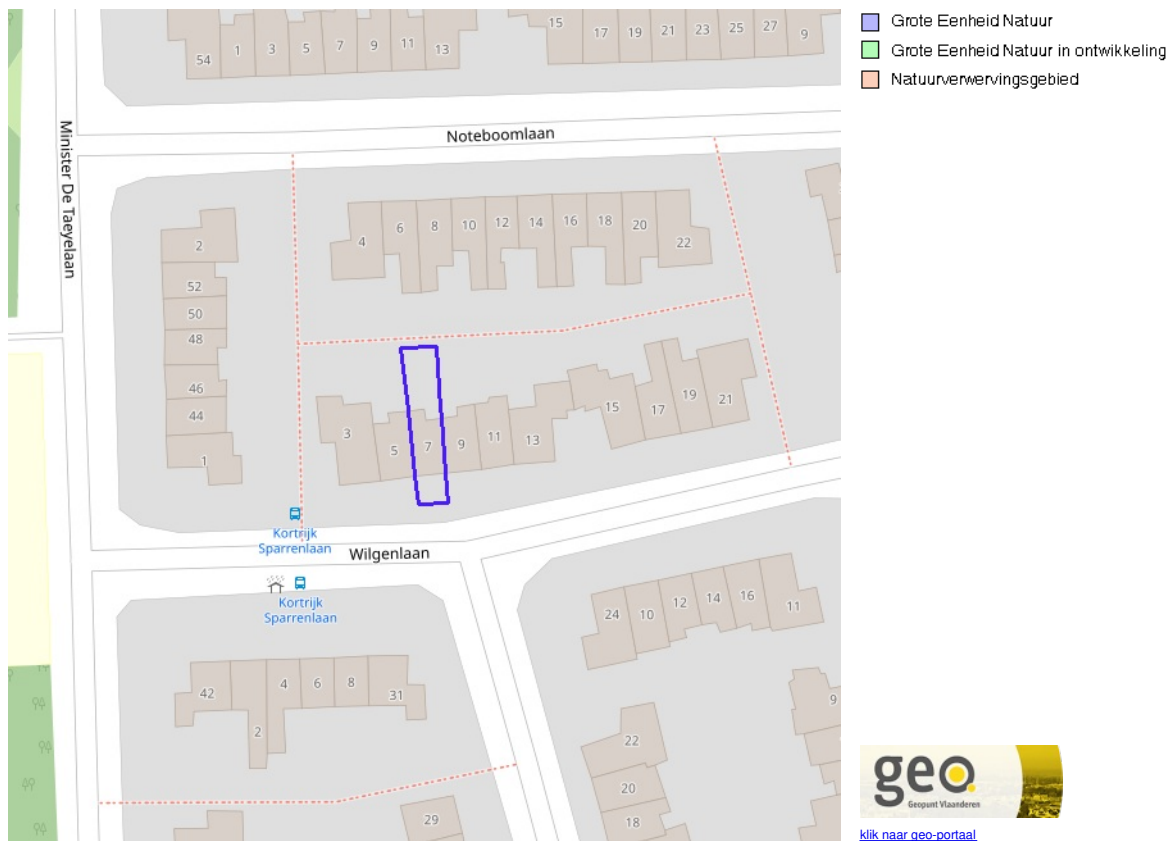 Grote Eenheid Natuur
Grote Eenheid Natuur in ontwikkeling
Natuurverwervingsgebied
54 1 3 5 7 9 11 13
15 17 19 21 23 25 27 9
Noteboomlaan
Minister De Taeyelaan
4 6 8 10 12 14 16 18 20 22
2
52
50
48
46
44
1
3 5 7 9 11 13 15 17 19 21
Kortrijk
Sparrenlaan
Wilgenlaan
Kortrijk
Sparrenlaan
24 10 12 14 16 11
42 2 4 6 8 31
9
22
20
18
29
geo.
Geopunt Vlaanderen
klik naar geo-portaal